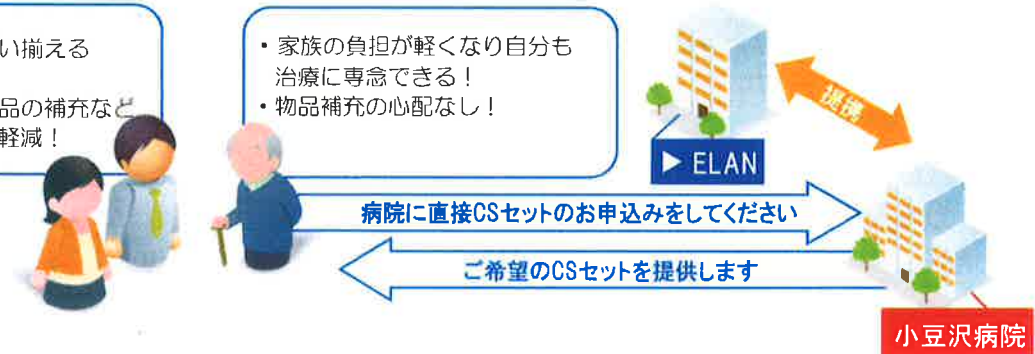 い揃える
品の補充など
軽減！
・家族の負担が軽くなり自分も
治療に専念できる！
・物品補充の心配なし！
提携
▶ ELAN
病院に直接CSセットのお申込みをしてください
ご希望のCSセットを提供します
小豆沢病院